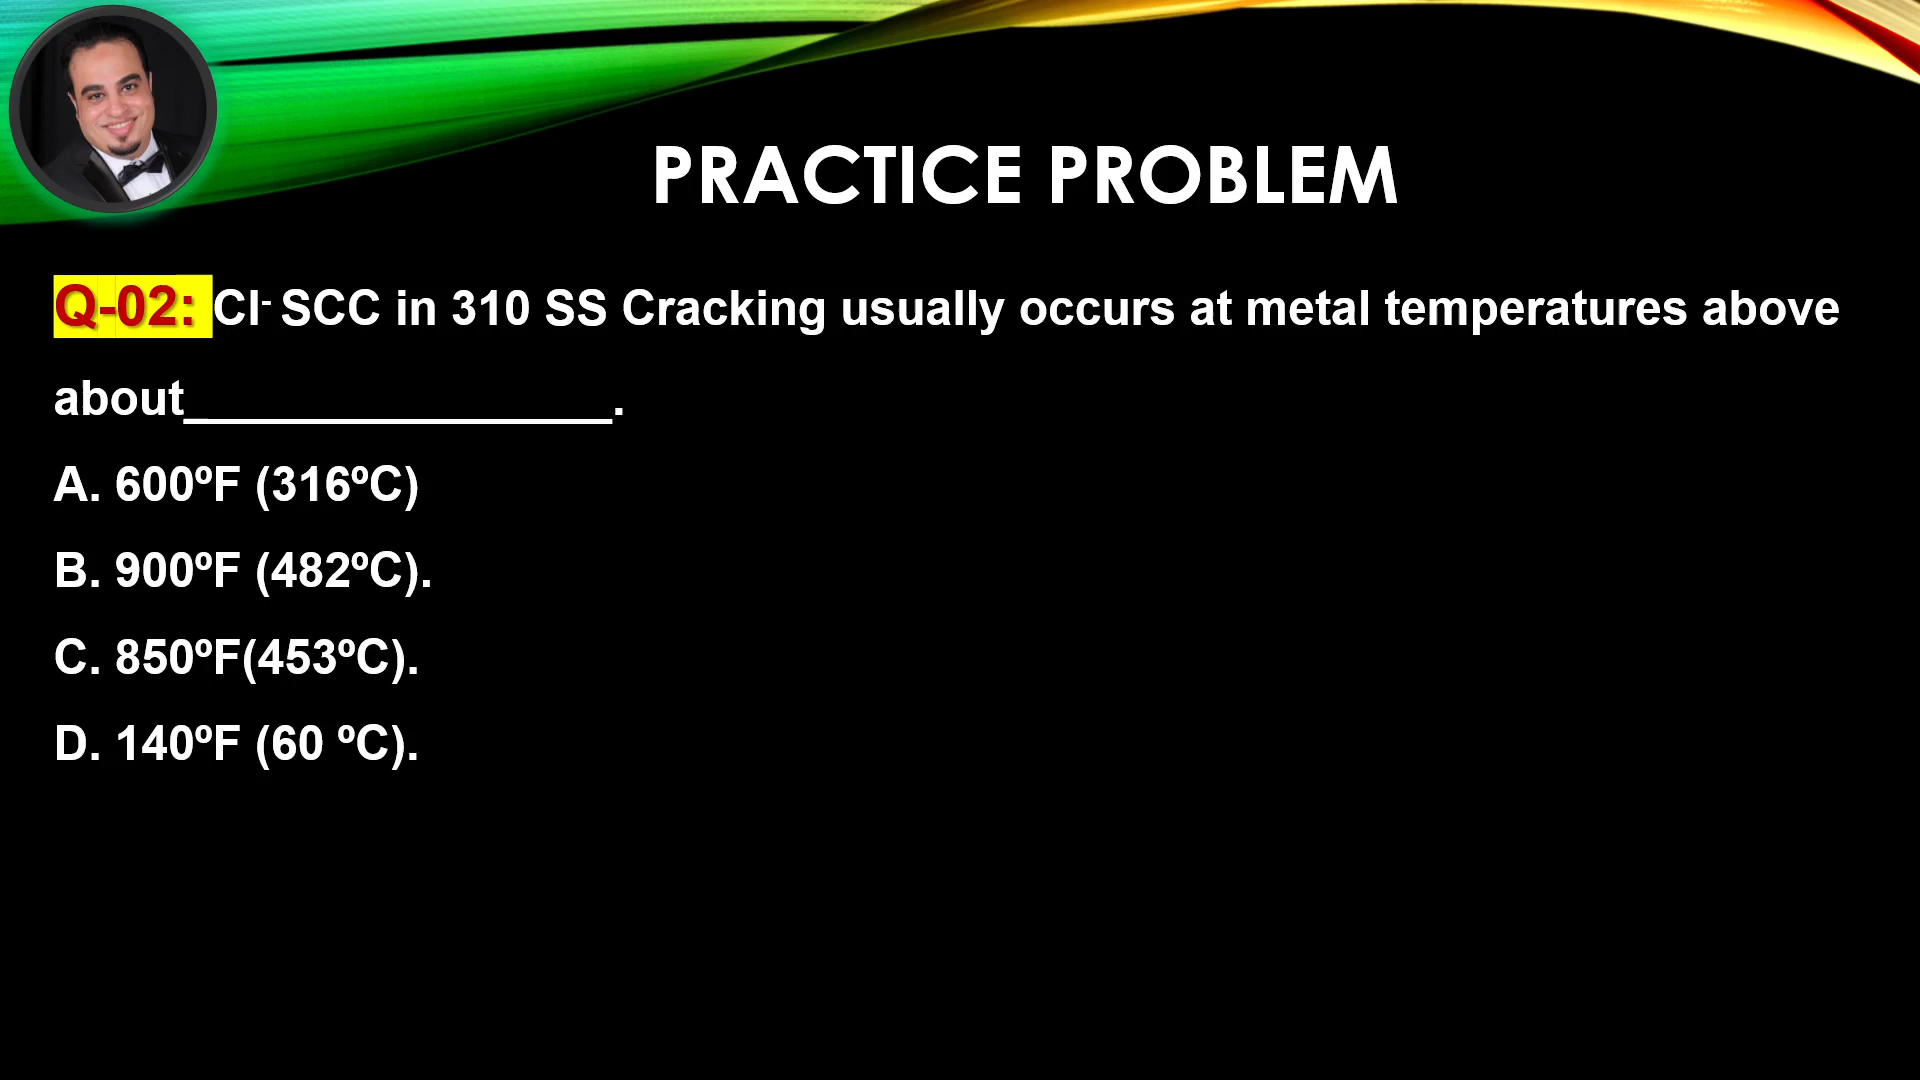 PRACTICE PROBLEM
Q-02: Cl- SCC in 310 SS Cracking usually occurs at metal temperatures above
about_________________.
A. 600ºF (316ºC)
B. 900ºF (482ºC).
C. 850ºF(453ºC).
D. 140ºF (60 ºC).